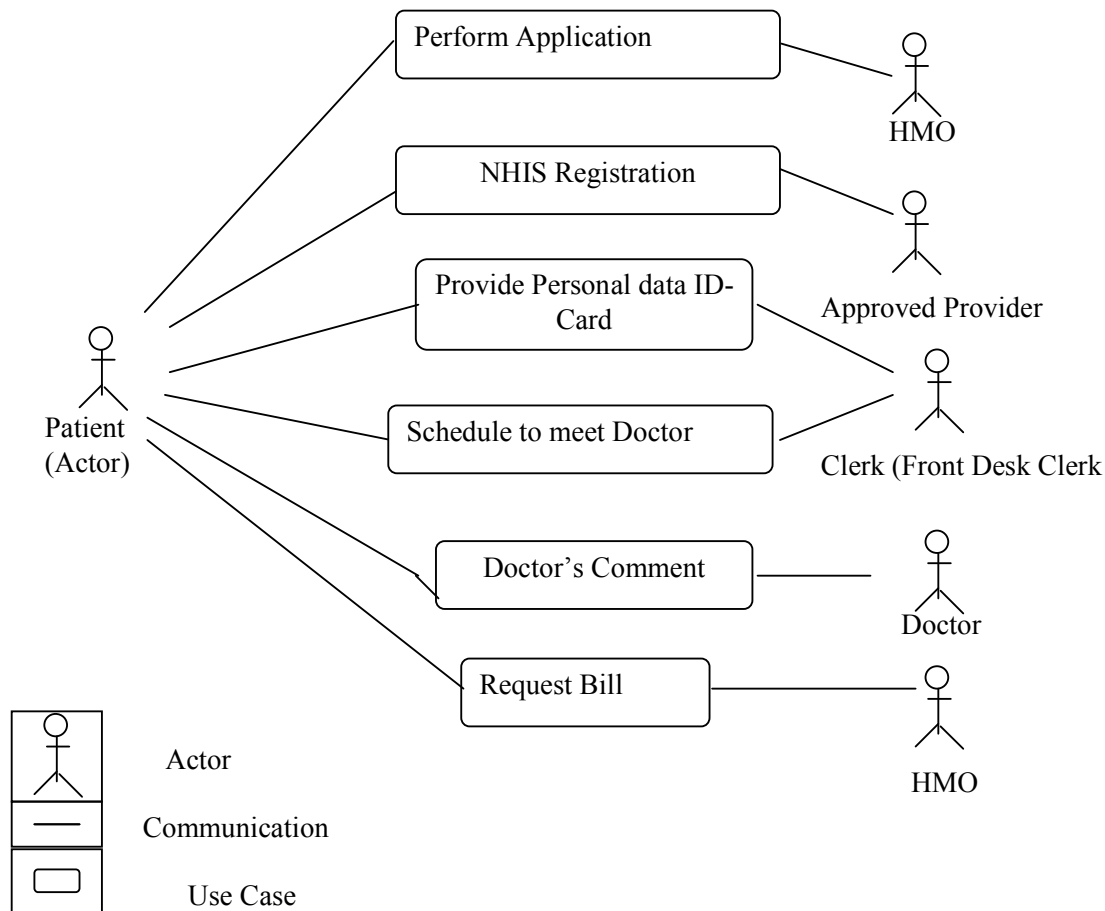 Perform Application
HMO
NHIS Registration
Approved Provider
Provide Personal data ID-
Card
Patient
(Actor)
Schedule to meet Doctor
Clerk (Front Desk Clerk
Doctor’s Comment
Doctor
Request Bill
HMO
Actor
Communication
Use Case